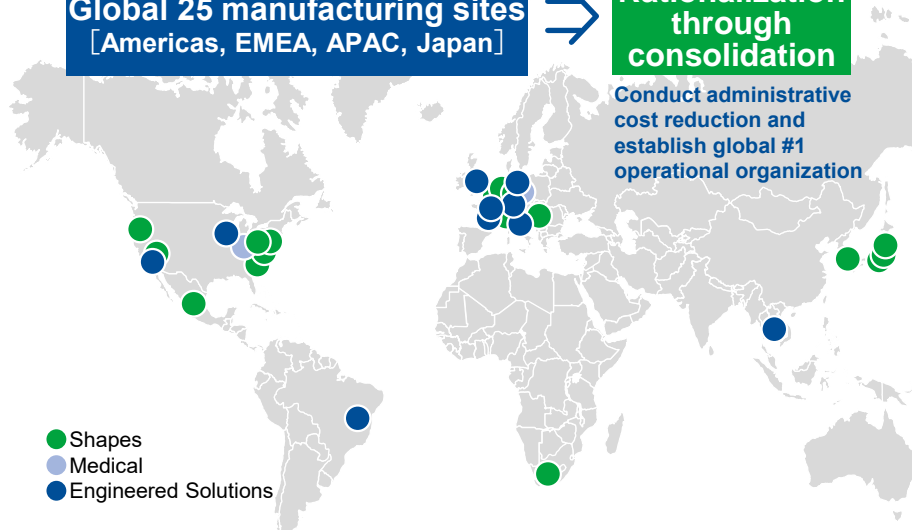 Global 25 manufacturing sites
［Americas, EMEA, APAC, Japan］
Rationalization
through
consolidation
Conduct administrative
cost reduction and
establish global #1
operational organization
Shapes
Medical
Engineered Solutions